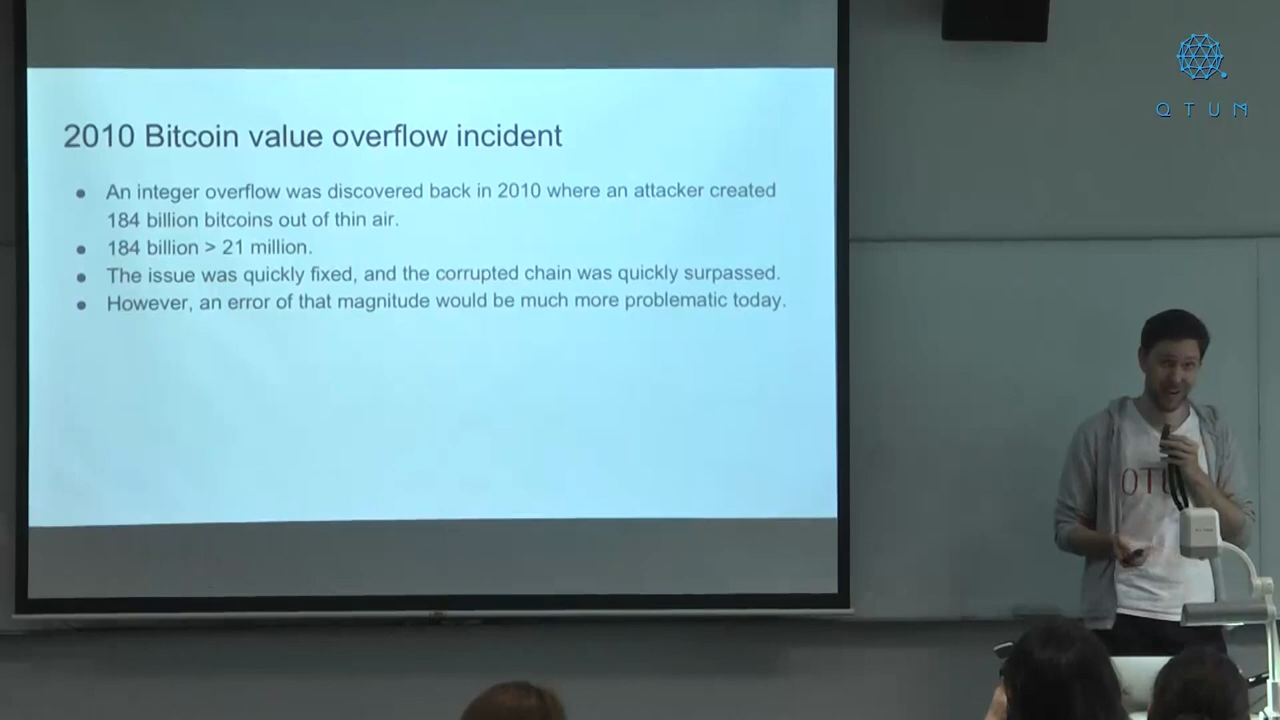 2010 Bitcoin value overflow incident
An integer overflow was discovered back in 2010 where an attacker created
184 billion bitcoins out of thin air.
184 billion > 21 million.
The issue was quickly fixed, and the corrupted chain was quickly surpassed.
However, an error of that magnitude would be much more problematic today.
QTUM
QTU